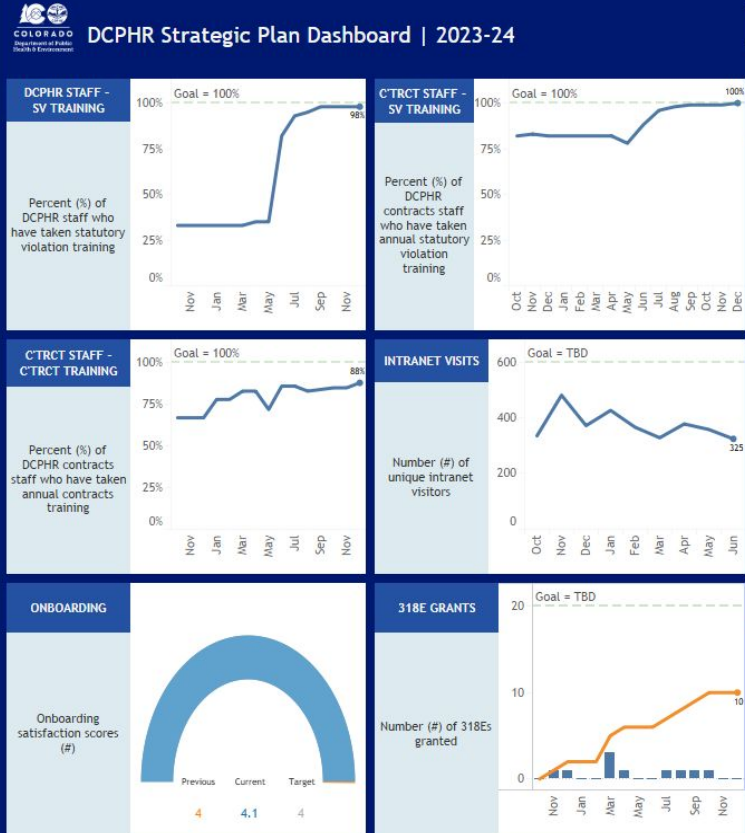 COLORADO
Department of Public
Health & Environment
DCPHR Strategic Plan Dashboard | 2023-24
DCPHR STAFF -
SV TRAINING
Percent (%) of
DCPHR staff who
have taken statutory
violation training
Goal = 100%
100%
75%
50%
25%
0%
98%
Nov
Jan
Mar
May
Jul
Sep
Nov
C'TRCT STAFF -
SV TRAINING
Percent (%) of
DCPHR
contracts staff
who have taken
annual statutory
violation
training
Goal = 100%
100%
75%
50%
25%
0%
100%
Oct
Nov
Dec
Jan
Feb
Mar
Apr
May
Jun
Jul
Aug
Sep
Oct
Nov
Dec
C'TRCT STAFF -
C'TRCT TRAINING
Percent (%) of
DCPHR contracts
staff who have taken
annual contracts
training
Goal = 100%
100%
75%
50%
25%
0%
88%
Nov
Jan
Mar
May
Jul
Sep
Nov
INTRANET VISITS
Number (#) of
unique intranet
visitors
Goal = TBD
600
400
200
0
325
Oct
Nov
Dec
Jan
Feb
Mar
Apr
May
Jun
ONBOARDING
Onboarding
satisfaction scores
(#)
Previous Current Target
4 4.1 4
318E GRANTS
Number (#) of 318Es
granted
Goal = TBD
20
10
0
10
Nov
Jan
Mar
May
Jul
Sep
Nov